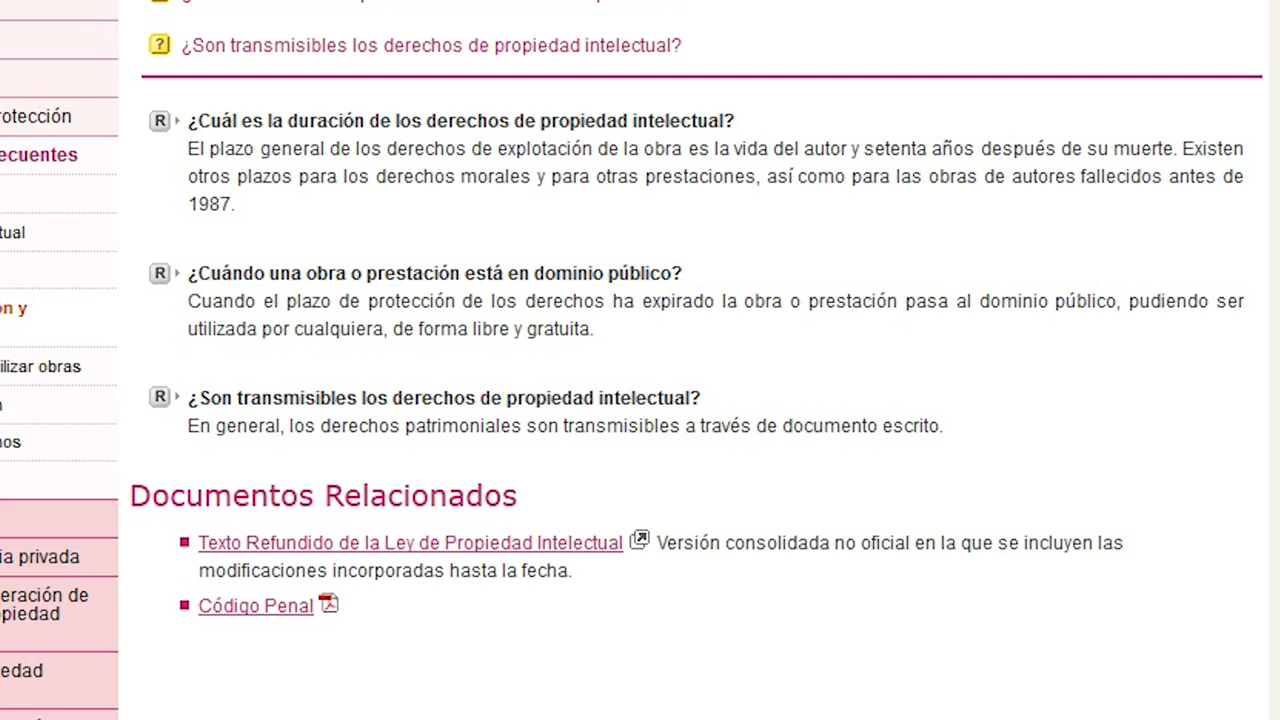 ¿Son transmisibles los derechos de propiedad intelectual?
R ¿Cuál es la duración de los derechos de propiedad intelectual?
El plazo general de los derechos de explotación de la obra es la vida del autor y setenta años después de su muerte. Existen
otros plazos para los derechos morales y para otras prestaciones, así como para las obras de autores fallecidos antes de
1987.
R ¿Cuándo una obra o prestación está en dominio público?
Cuando el plazo de protección de los derechos ha expirado la obra o prestación pasa al dominio público, pudiendo ser
utilizada por cualquiera, de forma libre y gratuita.
R ¿Son transmisibles los derechos de propiedad intelectual?
En general, los derechos patrimoniales son transmisibles a través de documento escrito.
Documentos Relacionados
Texto Refundido de la Ley de Propiedad Intelectual Versión consolidada no oficial en la que se incluyen las
modificaciones incorporadas hasta la fecha.
Código Penal
otección
ecuentes
tual
ón y
ilizar obras
nos
ia privada
eración de
opiedad
edad